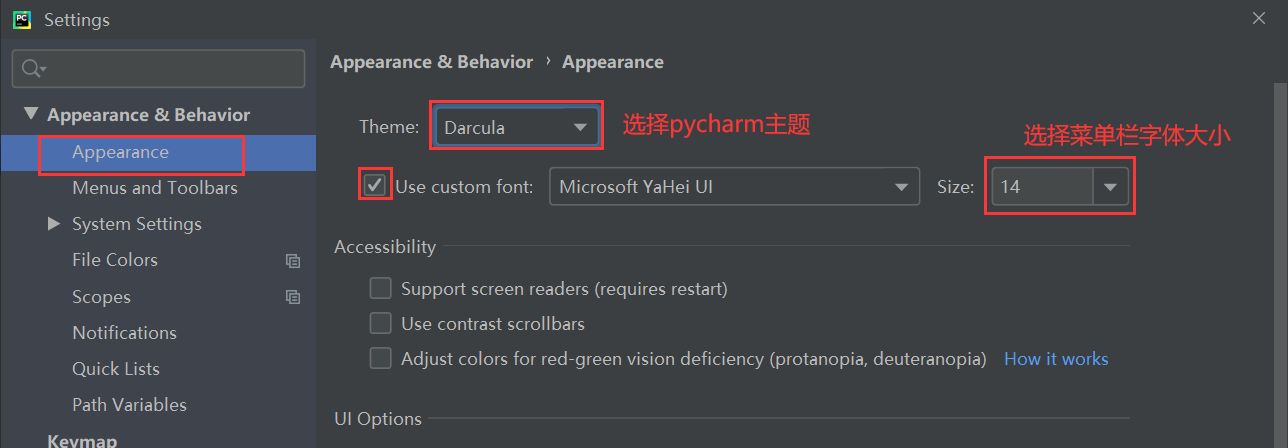 PC
Settings
Appearance & Behavior › Appearance
Appearance & Behavior
Appearance
Menus and Toolbars
System Settings
File Colors
Scopes
Notifications
Quick Lists
Path Variables
Keymap
Theme: Darcula 选择pycharm主题
选择菜单栏字体大小
Use custom font: Microsoft YaHei UI Size: 14
Accessibility
Support screen readers (requires restart)
Use contrast scrollbars
Adjust colors for red-green vision deficiency (protanopia, deuteranopia) How it works
UI Options